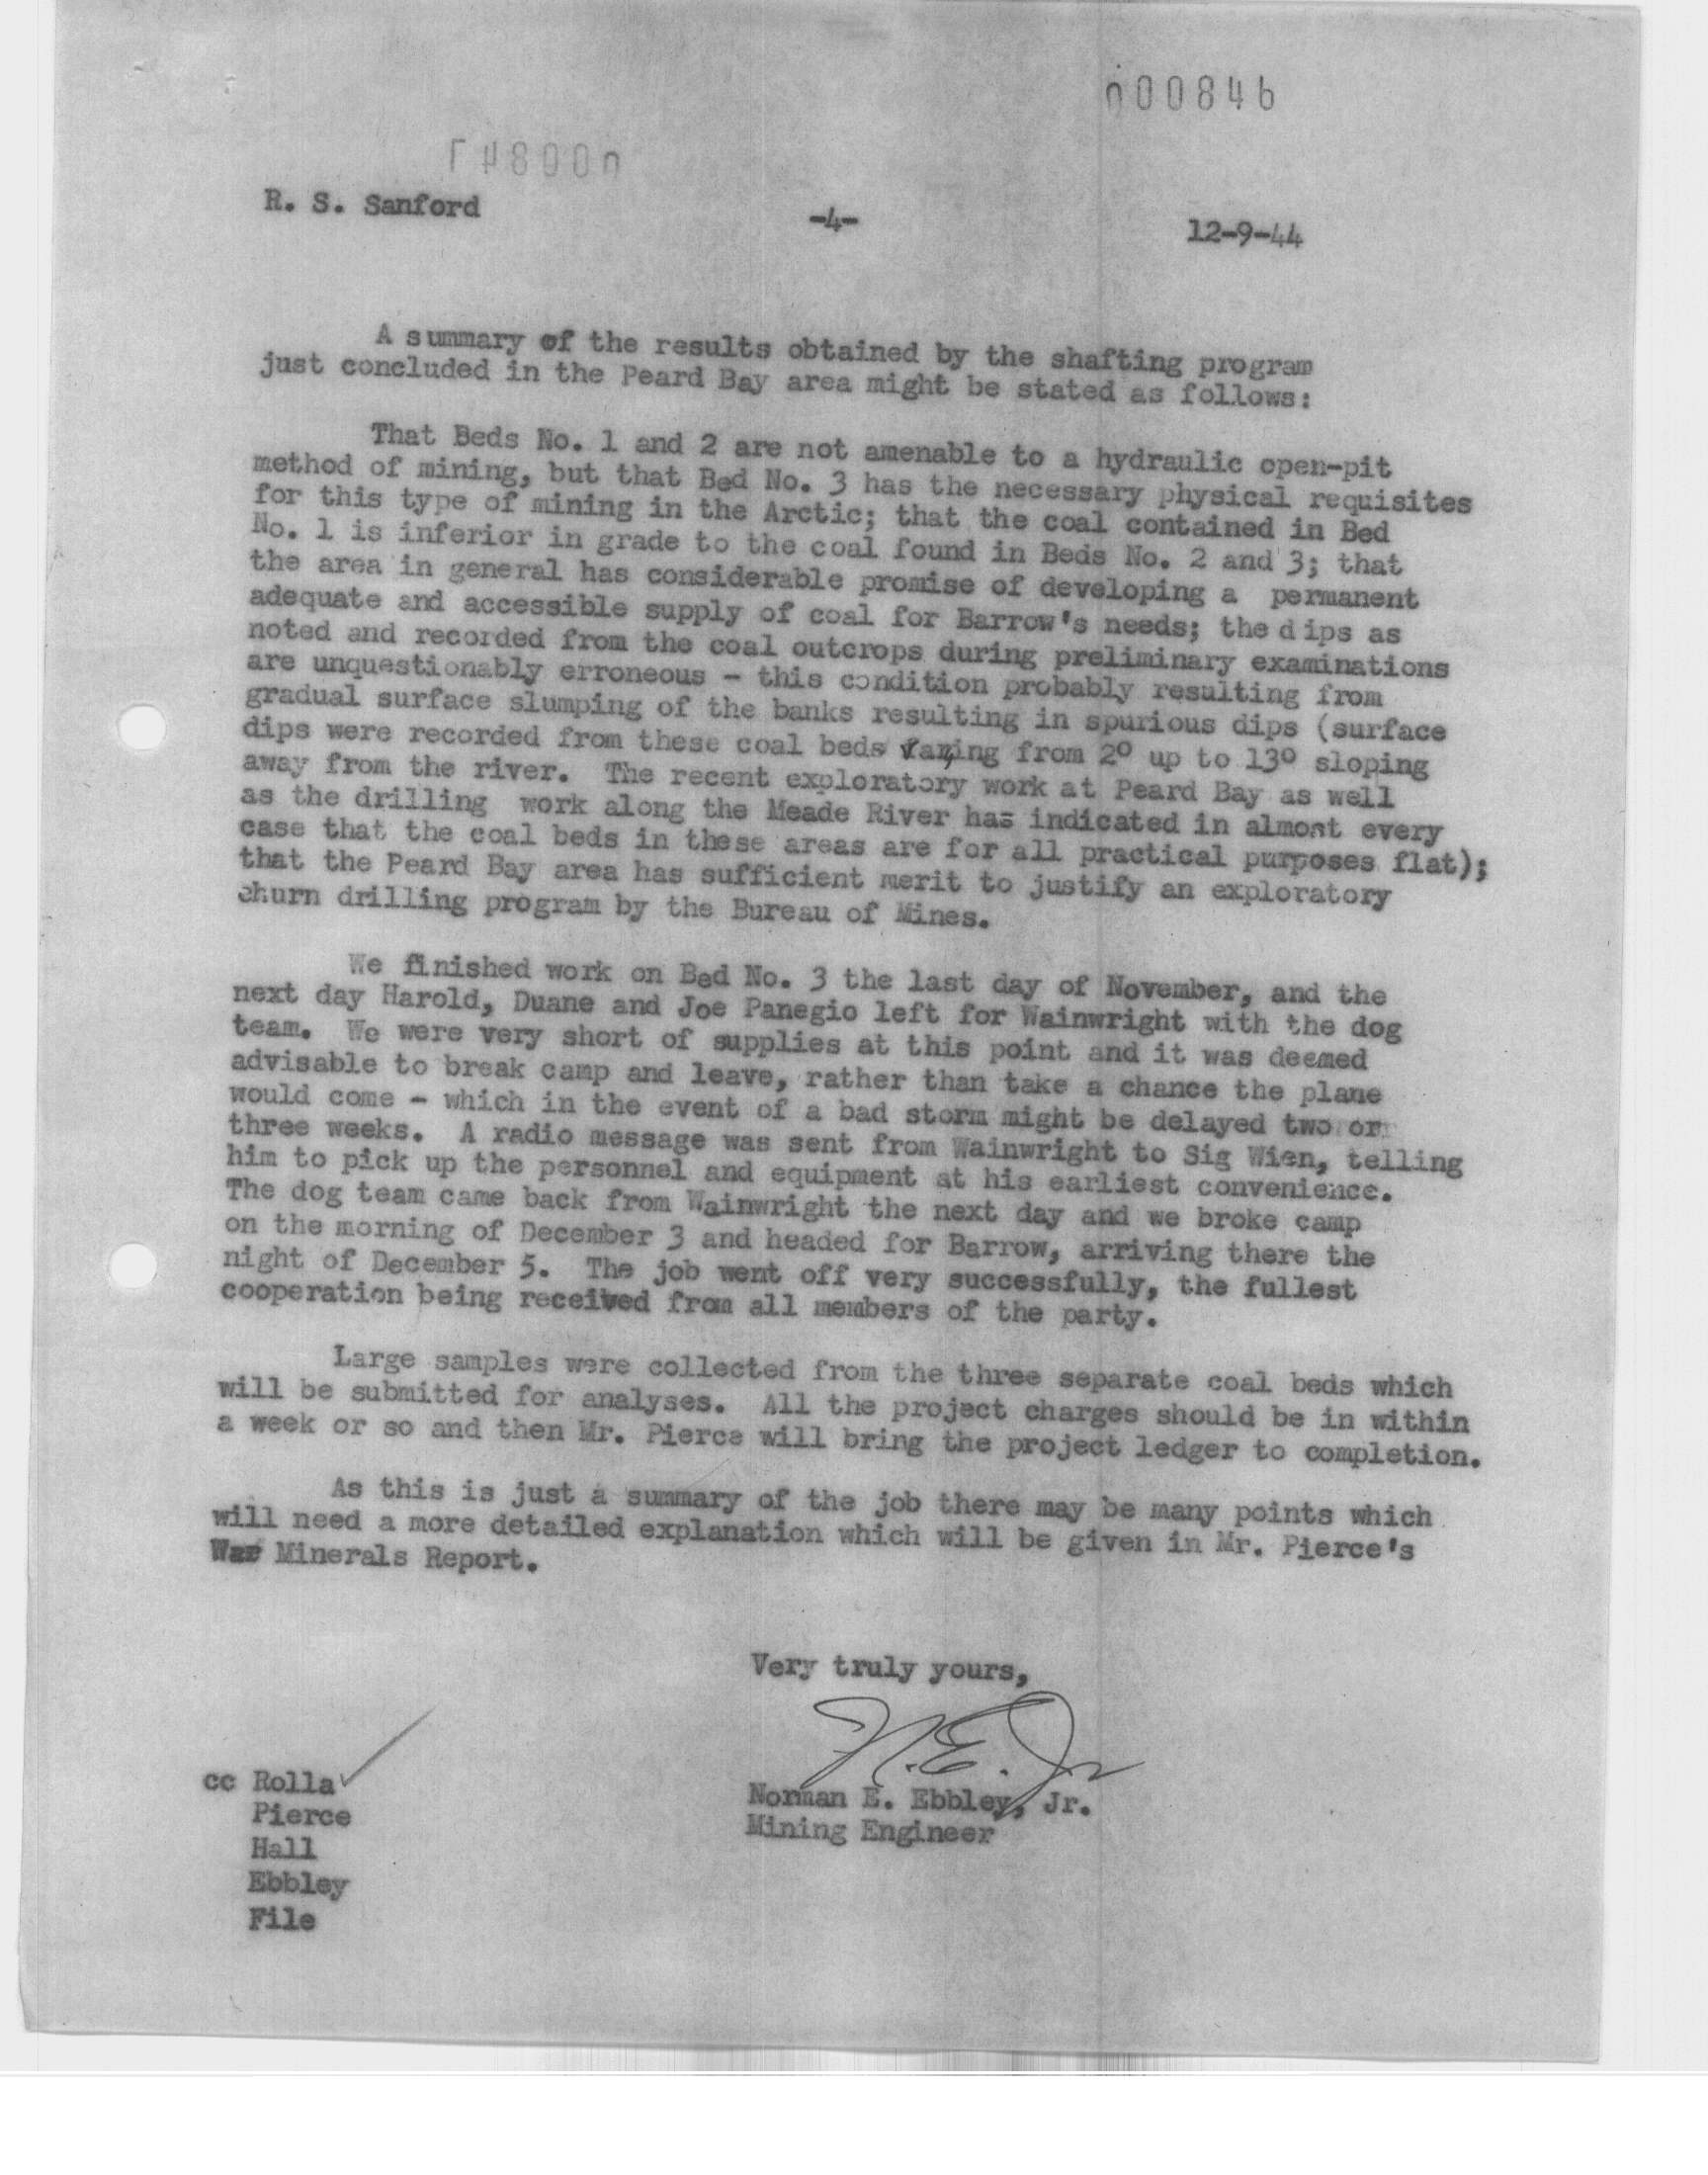 000846
R. S. Sanford
-4-
12-9-44
A summary of the results obtained by the shafting program
just concluded in the Peard Bay area might be stated as follows:
That Beds No. 1 and 2 are not amenable to a hydraulic open-pit
method of mining, but that Bed No. 3 has the necessary physical requisites
for this type of mining in the Arctic; that the coal contained in Bed
No. 1 is inferior in grade to the coal found in Beds No. 2 and 3; that
the area in general has considerable promise of developing a permanent
adequate and accessible supply of coal for Barrow's needs; the dips as
noted and recorded from the coal outcrops during preliminary examinations
are unquestionably erroneous - this condition probably resulting from
gradual surface slumping of the banks resulting in spurious dips (surface
dips were recorded from these coal beds from 2° up to 13° sloping
away from the river. The recent exploratory work at Peard Bay as well
as the drilling work along the Meade River has indicated in almost every
case that the coal beds in these areas are for all practical purposes flat);
that the Peard Bay area has sufficient merit to justify an exploratory
churn drilling program by the Bureau of Mines.
We finished work on Bed No. 3 the last day of November, and the
next day Harold, Duane and Joe Panegio left for Wainwright with the dog
team. We were very short of supplies at this point and it was deemed
advisable to break camp and leave, rather than take a chance the plane
would come - which in the event of a bad storm might be delayed two or
three weeks. A radio message was sent from Wainwright to Sig Wien, telling
him to pick up the personnel and equipment at his earliest convenience.
The dog team came back from Wainwright the next day and we broke camp
on the morning of December 3 and headed for Barrow, arriving there the
night of December 5. The job went off very successfully, the fullest
cooperation being received from all members of the party.
Large samples were collected from the three separate coal beds which
will be submitted for analyses. All the project charges should be in within
a week or so and then Mr. Pierce will bring the project ledger to completion.
As this is just a summary of the job there may be many points which
will need a more detailed explanation which will be given in Mr. Pierce's
War Minerals Report.
Very truly yours,
N.E. Jr
Norman E. Ebbley, Jr.
Mining Engineer
cc Rolla
Pierce
Hall
Ebbley
File